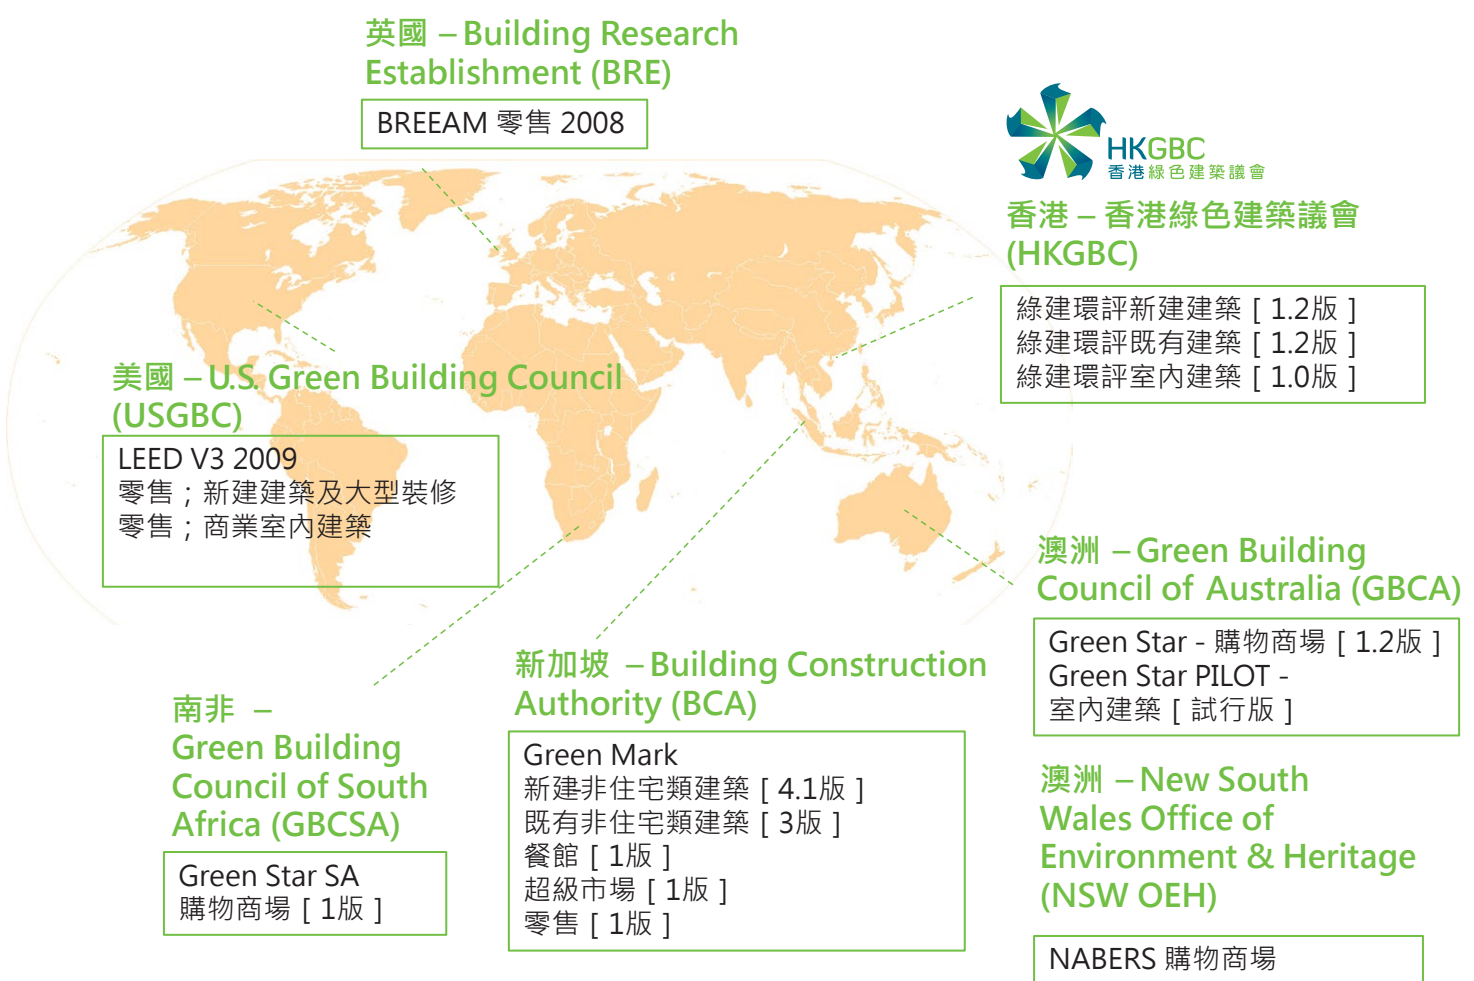 英國 – Building Research
Establishment (BRE)
BREEAM 零售 2008
HKGBC
香港綠色建築議會
香港 – 香港綠色建築議會
(HKGBC)
綠建環評新建建築 [ 1.2版 ]
綠建環評既有建築 [ 1.2版 ]
綠建環評室內建築 [ 1.0版 ]
美國 – U.S. Green Building Council
(USGBC)
LEED V3 2009
零售；新建建築及大型裝修
零售；商業室內建築
澳洲 – Green Building
Council of Australia (GBCA)
Green Star - 購物商場 [ 1.2版 ]
Green Star PILOT -
室內建築 [ 試行版 ]
新加坡 – Building Construction
Authority (BCA)
Green Mark
新建非住宅類建築 [ 4.1版 ]
既有非住宅類建築 [ 3版 ]
餐館 [ 1版 ]
超級市場 [ 1版 ]
零售 [ 1版 ]
南非 –
Green Building
Council of South
Africa (GBCSA)
Green Star SA
購物商場 [ 1版 ]
澳洲 – New South
Wales Office of
Environment & Heritage
(NSW OEH)
NABERS 購物商場